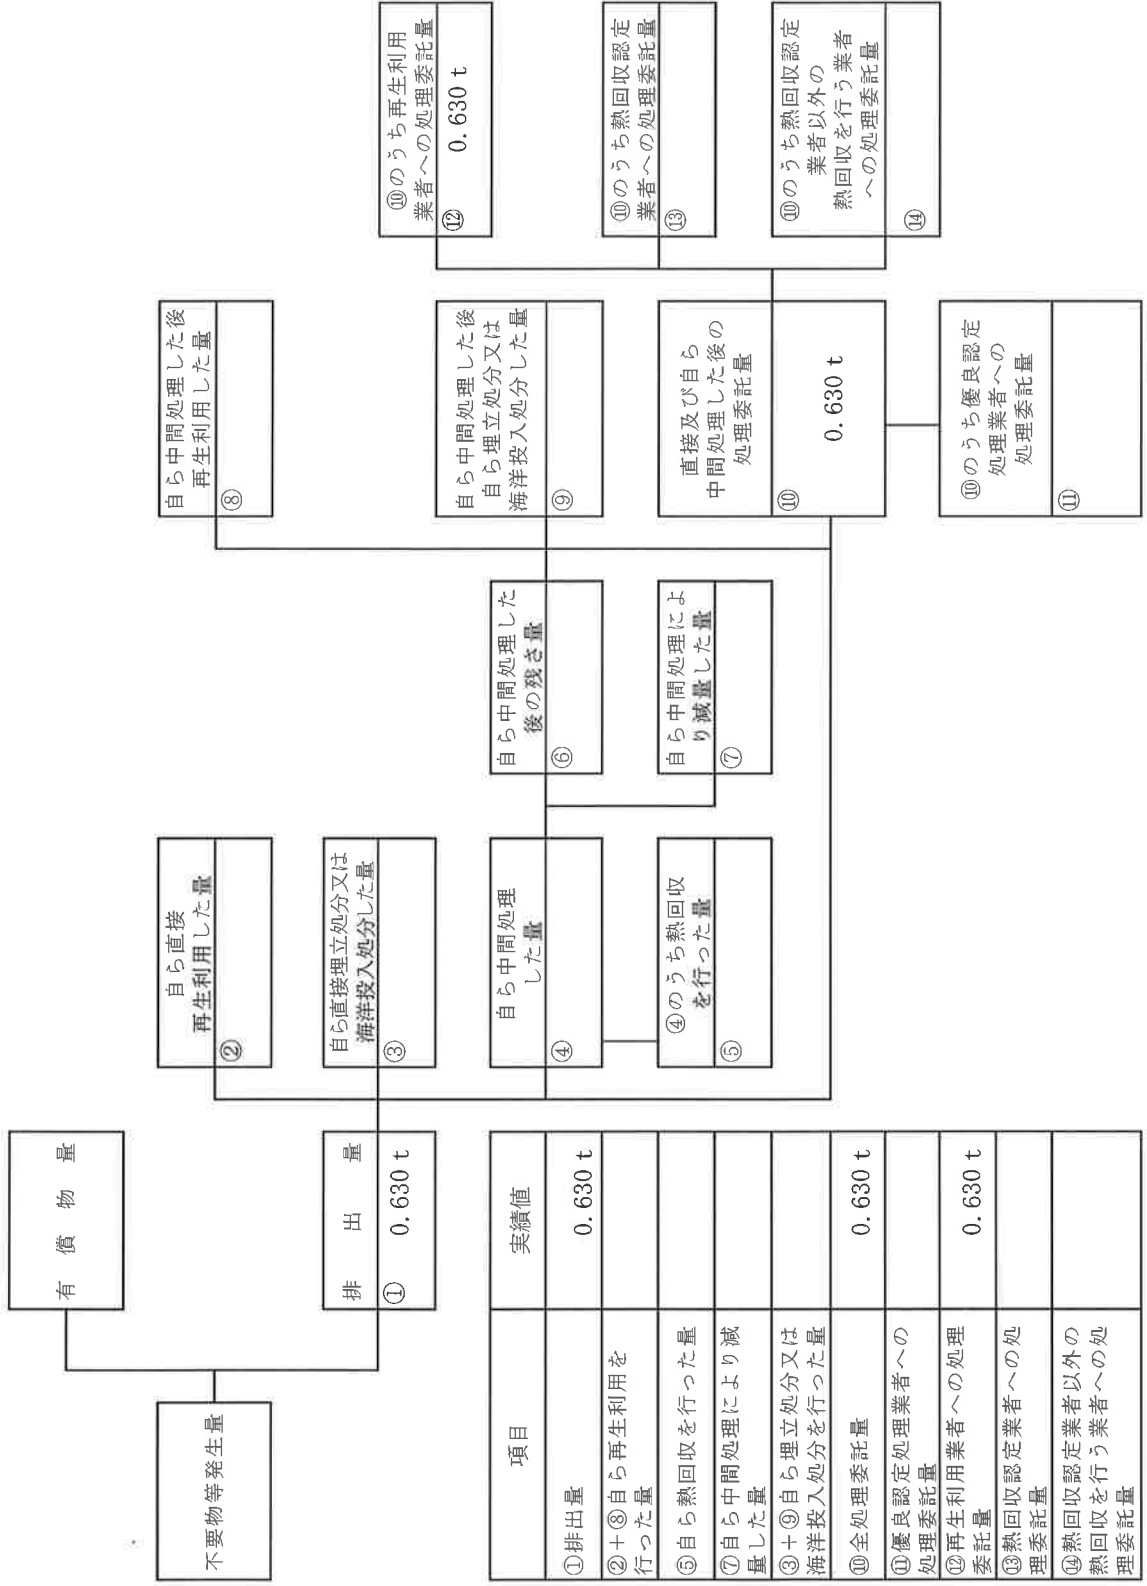 有償物量
不要物等発生量
排出量
① 0.630 t
自ら直接
再生利用した量
②
自ら直接埋立処分又は
海洋投入処分した量
③
自ら中間処理
した量
④
④のうち熱回収
を行った量
⑤
自ら中間処理した
後の残さ量
⑥
自ら中間処理によ
り減量した量
⑦
自ら中間処理した後
再生利用した量
⑧
自ら中間処理した後
自ら埋立処分又は
海洋投入処分した量
⑨
直接及び自ら
中間処理した後の
処理委託量
⑩
0.630 t
⑩のうち優良認定
処理業者への
処理委託量
⑪
⑩のうち再生利用
業者への処理委託量
⑫
0.630 t
⑩のうち熱回収認定
業者への処理委託量
⑬
⑩のうち熱回収認定
業者以外の
熱回収を行う業者
への処理委託量
⑭
項目 実績値
①排出量 0.630 t
②+⑧自ら再生利用を
行った量
⑤自ら熱回収を行った量
⑦自ら中間処理により減
量した量
③+⑨自ら埋立処分又は
海洋投入処分を行った量
⑩全処理委託量 0.630 t
⑪優良認定処理業者への
処理委託量
⑫再生利用業者への処理
委託量 0.630 t
⑬熱回収認定業者への処
理委託量
⑭熱回収認定業者以外の
熱回収を行う業者への処
理委託量